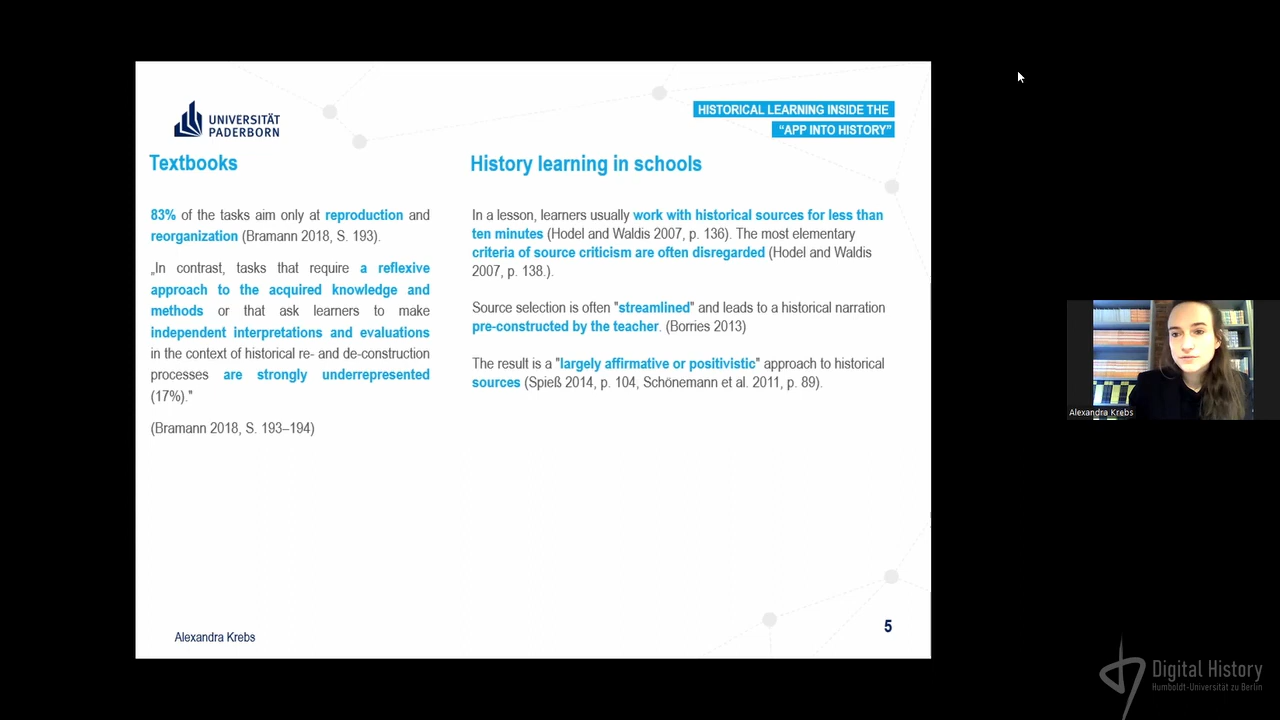 UNIVERSITÄT
PADERBORN
HISTORICAL LEARNING INSIDE THE
“APP INTO HISTORY”
Textbooks
83% of the tasks aim only at reproduction and
reorganization (Bramann 2018, S. 193).
„In contrast, tasks that require a reflexive
approach to the acquired knowledge and
methods or that ask learners to make
independent interpretations and evaluations
in the context of historical re- and de-construction
processes are strongly underrepresented
(17%)."
(Bramann 2018, S. 193–194)
History learning in schools
In a lesson, learners usually work with historical sources for less than
ten minutes (Hodel and Waldis 2007, p. 136). The most elementary
criteria of source criticism are often disregarded (Hodel and Waldis
2007, p. 138.).
Source selection is often "streamlined" and leads to a historical narration
pre-constructed by the teacher. (Borries 2013)
The result is a "largely affirmative or positivistic" approach to historical
sources (Spieß 2014, p. 104, Schönemann et al. 2011, p. 89).
Alexandra Krebs
5
Alexandra Krebs
Digital History
Humboldt-Universität zu Berlin